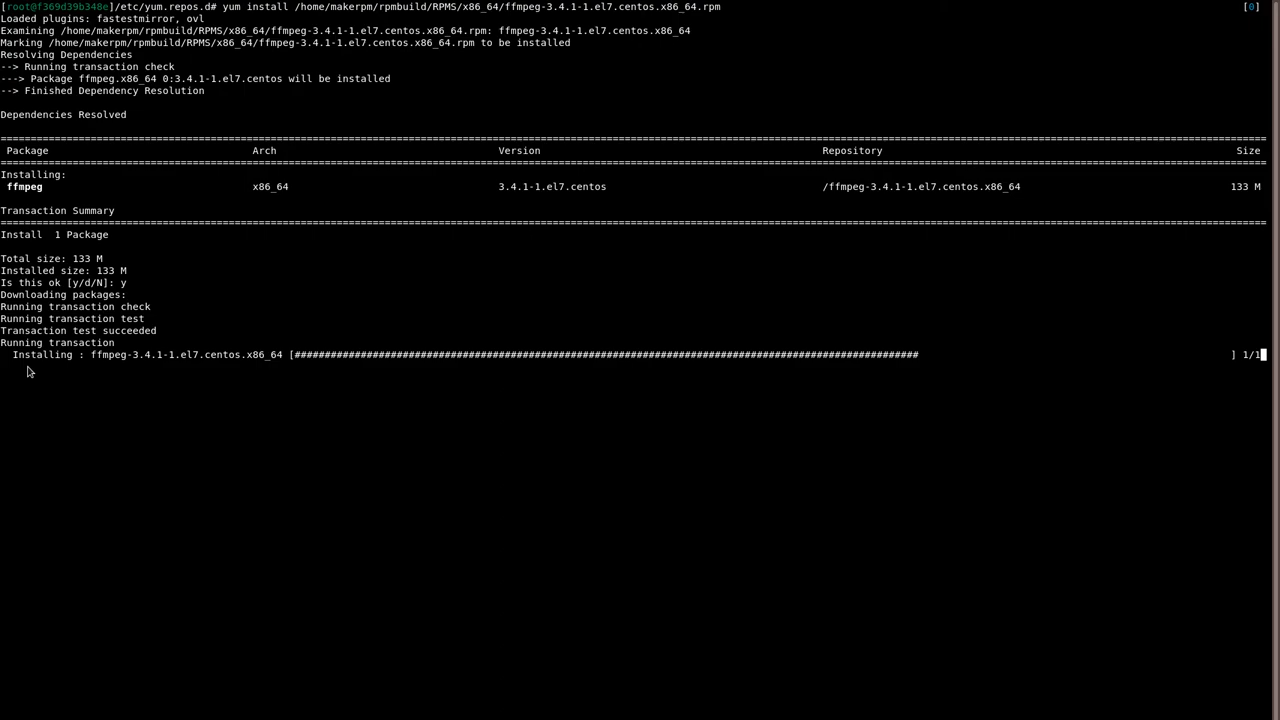 [root@f369d39b348e]/etc/yum.repos.d# yum install /home/makerpm/rpmbuild/RPMS/x86_64/ffmpeg-3.4.1-1.el7.centos.x86_64.rpm [0]
Loaded plugins: fastestmirror, ovl
Examining /home/makerpm/rpmbuild/RPMS/x86_64/ffmpeg-3.4.1-1.el7.centos.x86_64.rpm: ffmpeg-3.4.1-1.el7.centos.x86_64
Marking /home/makerpm/rpmbuild/RPMS/x86_64/ffmpeg-3.4.1-1.el7.centos.x86_64.rpm to be installed
Resolving Dependencies
--> Running transaction check
---> Package ffmpeg.x86_64 0:3.4.1-1.el7.centos will be installed
--> Finished Dependency Resolution
Dependencies Resolved
Package Arch Version Repository Size
Installing:
ffmpeg x86_64 3.4.1-1.el7.centos /ffmpeg-3.4.1-1.el7.centos.x86_64 133 M
Transaction Summary
Install  1 Package
Total size: 133 M
Installed size: 133 M
Is this ok [y/d/N]: y
Downloading packages:
Running transaction check
Running transaction test
Transaction test succeeded
Running transaction
Installing : ffmpeg-3.4.1-1.el7.centos.x86_64 [######################################################################################################## ] 1/1